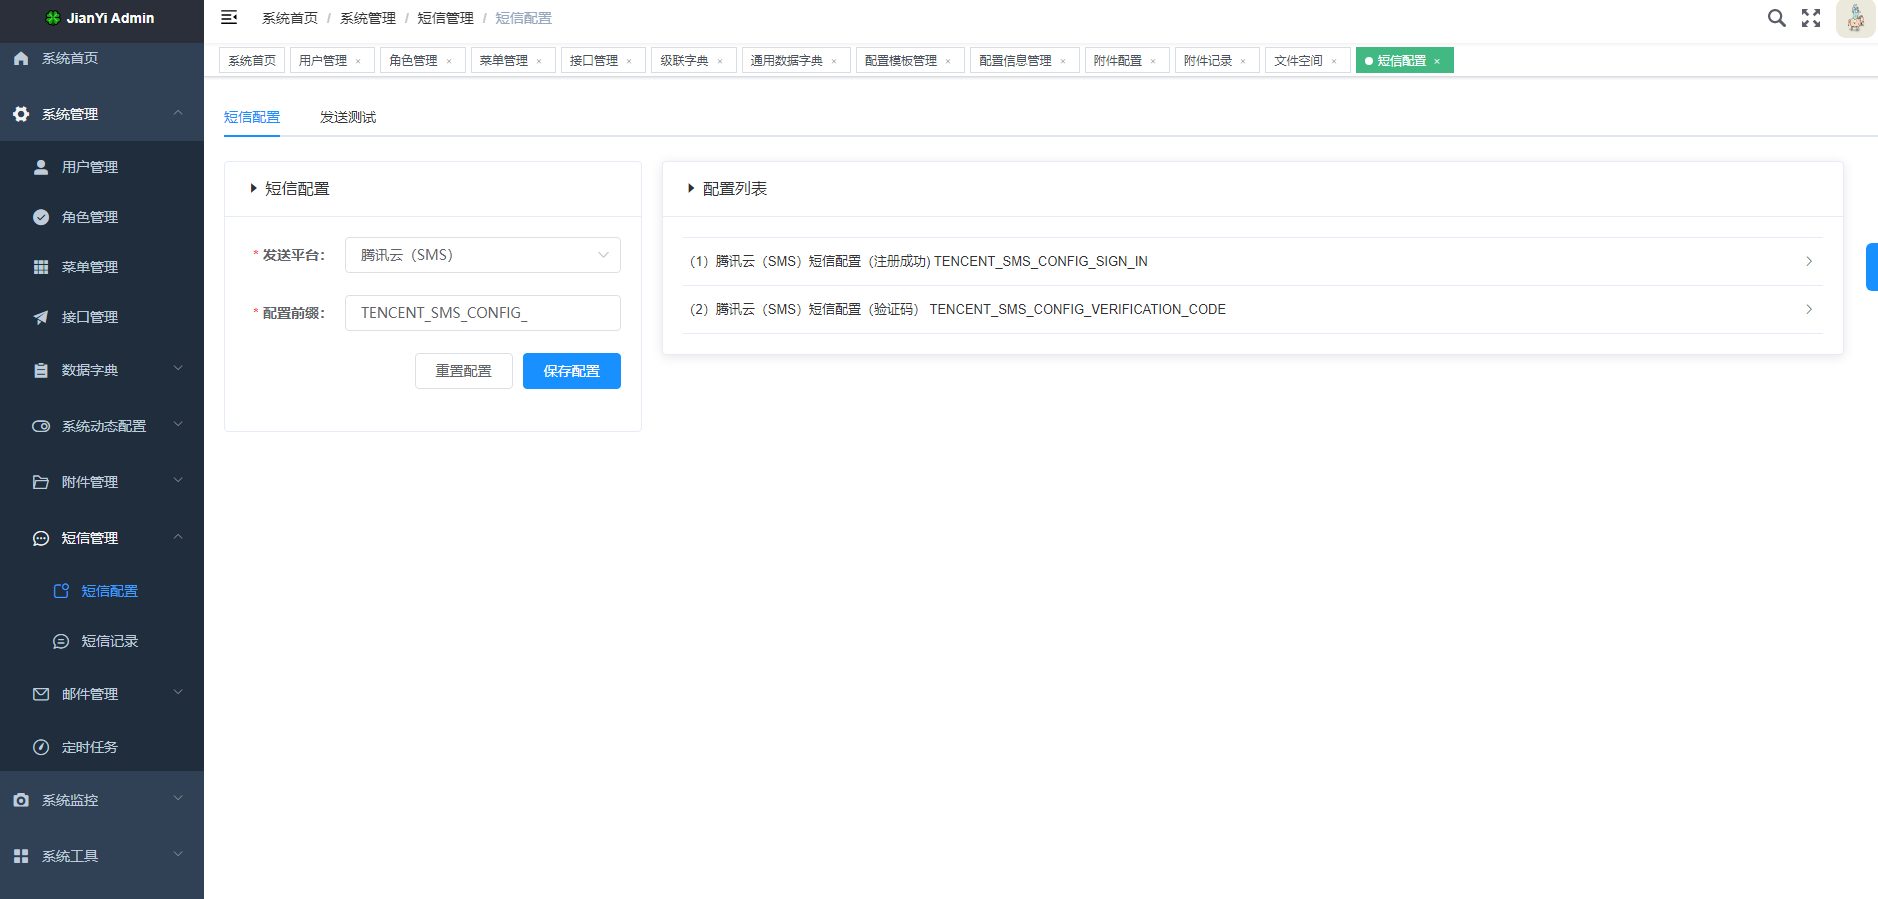 JianYi Admin
系统首页
系统管理
用户管理
角色管理
菜单管理
接口管理
数据字典
系统动态配置
附件管理
短信管理
短信配置
短信记录
邮件管理
定时任务
系统监控
系统工具
系统首页 / 系统管理 / 短信管理 / 短信配置
系统首页 用户管理 × 角色管理 × 菜单管理 × 接口管理 × 级联字典 × 通用数据字典 × 配置模板管理 × 配置信息管理 × 附件配置 × 附件记录 × 文件空间 × 短信配置 ×
短信配置 发送测试
短信配置
* 发送平台： 腾讯云（SMS）
* 配置前缀： TENCENT_SMS_CONFIG_
重置配置 保存配置
配置列表
（1）腾讯云（SMS）短信配置（注册成功) TENCENT_SMS_CONFIG_SIGN_IN
（2）腾讯云（SMS）短信配置（验证码） TENCENT_SMS_CONFIG_VERIFICATION_CODE